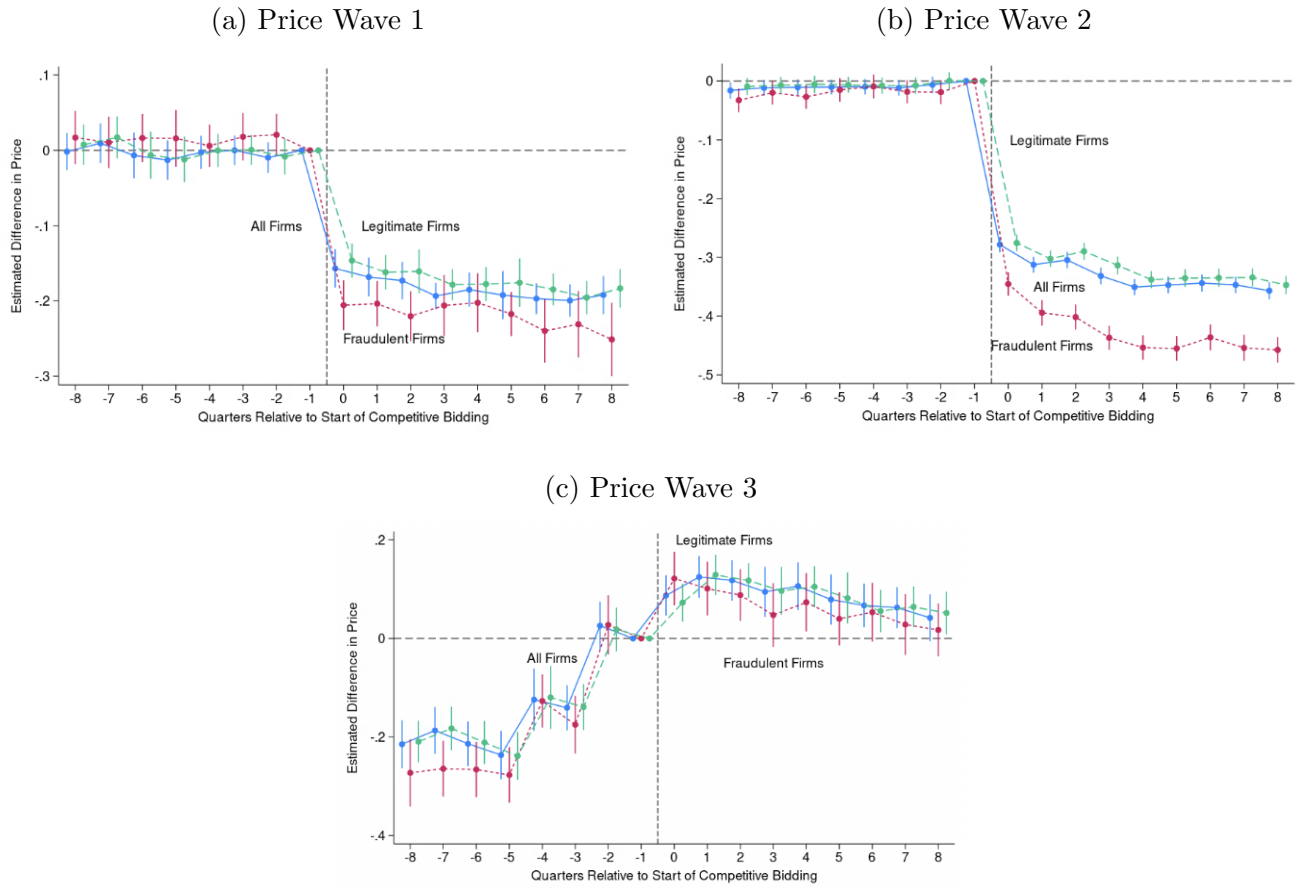 (a) Price Wave 1
.1
0
-.1
-.2
-.3
Estimated Difference in Price
All Firms
Legitimate Firms
Fraudulent Firms
-8 -7 -6 -5 -4 -3 -2 -1 0 1 2 3 4 5 6 7 8
Quarters Relative to Start of Competitive Bidding
(b) Price Wave 2
0
-.1
-.2
-.3
-.4
-.5
Estimated Difference in Price
Legitimate Firms
All Firms
Fraudulent Firms
-8 -7 -6 -5 -4 -3 -2 -1 0 1 2 3 4 5 6 7 8
Quarters Relative to Start of Competitive Bidding
(c) Price Wave 3
.2
0
-.2
-.4
Estimated Difference in Price
Legitimate Firms
All Firms
Fraudulent Firms
-8 -7 -6 -5 -4 -3 -2 -1 0 1 2 3 4 5 6 7 8
Quarters Relative to Start of Competitive Bidding